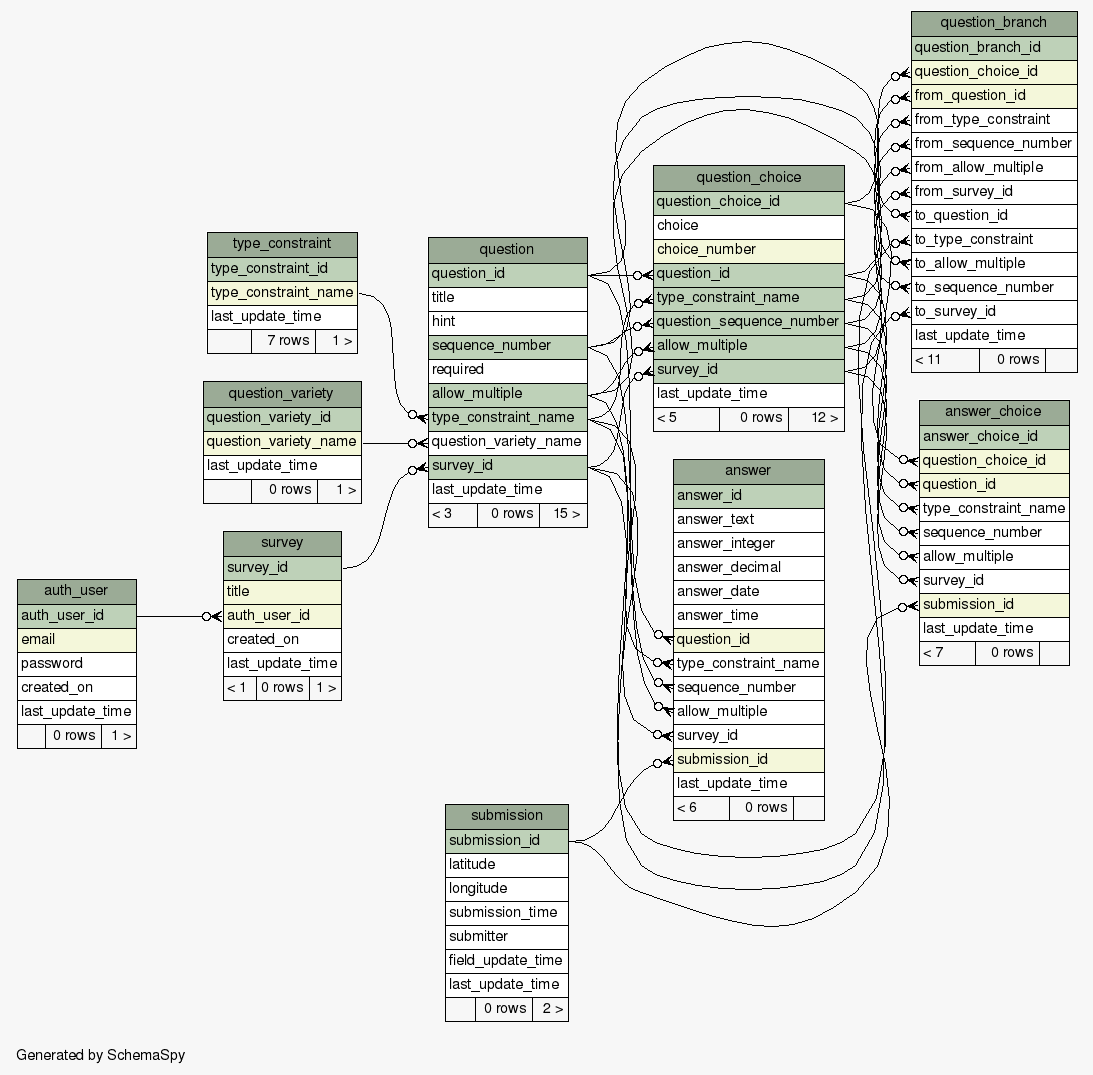 question_branch
question_branch_id
question_choice_id
from_question_id
from_type_constraint
from_sequence_number
from_allow_multiple
from_survey_id
to_question_id
to_type_constraint
to_allow_multiple
to_sequence_number
to_survey_id
last_update_time
< 11 0 rows
question_choice
question_choice_id
choice
choice_number
question_id
type_constraint_name
question_sequence_number
allow_multiple
survey_id
last_update_time
< 5 0 rows 12 >
type_constraint
type_constraint_id
type_constraint_name
last_update_time
7 rows 1 >
question
question_id
title
hint
sequence_number
required
allow_multiple
type_constraint_name
question_variety_name
survey_id
last_update_time
< 3 0 rows 15 >
question_variety
question_variety_id
question_variety_name
last_update_time
0 rows 1 >
answer_choice
answer_choice_id
question_choice_id
question_id
type_constraint_name
sequence_number
allow_multiple
survey_id
submission_id
last_update_time
< 7 0 rows
answer
answer_id
answer_text
answer_integer
answer_decimal
answer_date
answer_time
question_id
type_constraint_name
sequence_number
allow_multiple
survey_id
submission_id
last_update_time
< 6 0 rows
survey
survey_id
title
auth_user_id
created_on
last_update_time
< 1 0 rows 1 >
auth_user
auth_user_id
email
password
created_on
last_update_time
0 rows 1 >
submission
submission_id
latitude
longitude
submission_time
submitter
field_update_time
last_update_time
0 rows 2 >
Generated by SchemaSpy